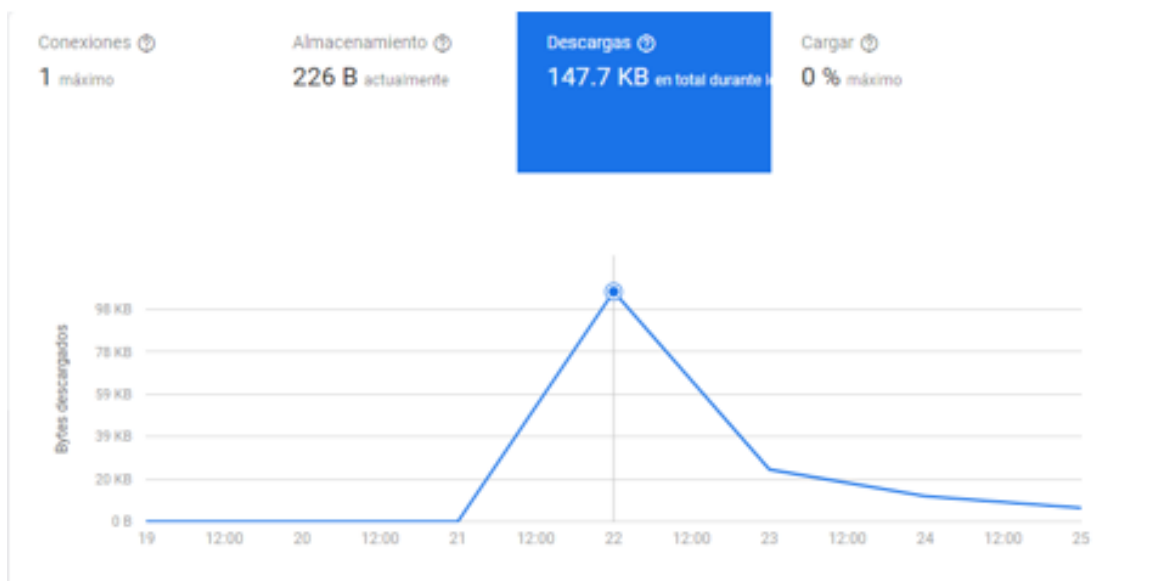 Conexiones
1 máximo
Almacenamiento
226 B actualmente
Descargas
147.7 KB en total durante l
Cargar
0 % máximo
Bytes descargados
98 KB
78 KB
59 KB
39 KB
20 KB
0 B
19 12:00 20 12:00 21 12:00 22 12:00 23 12:00 24 12:00 25